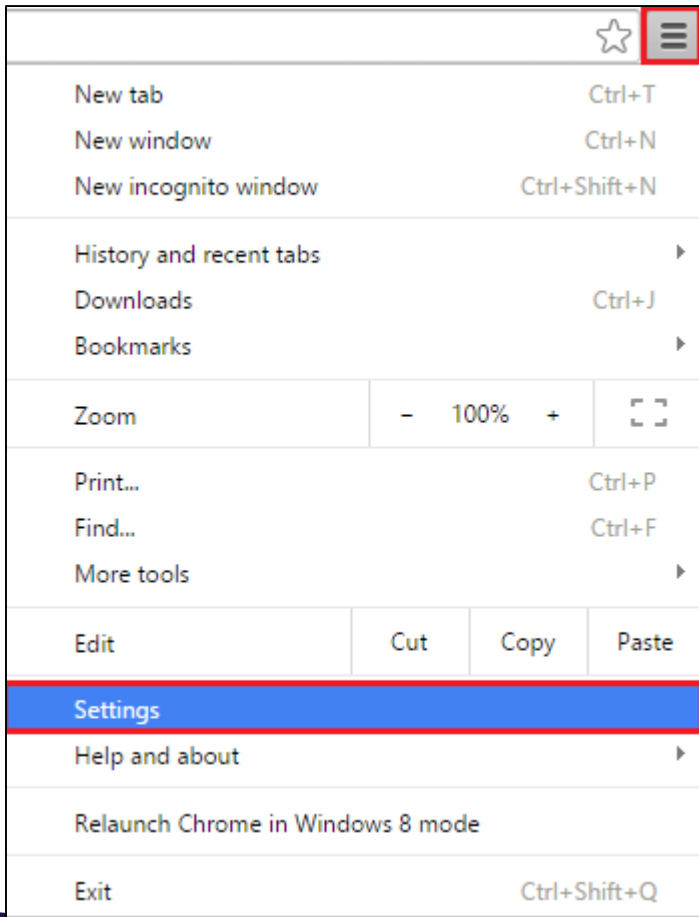 New tab Ctrl+T
New window Ctrl+N
New incognito window Ctrl+Shift+N
History and recent tabs
Downloads Ctrl+J
Bookmarks
Zoom - 100% +
Print... Ctrl+P
Find... Ctrl+F
More tools
Edit Cut Copy Paste
Settings
Help and about
Relaunch Chrome in Windows 8 mode
Exit Ctrl+Shift+Q